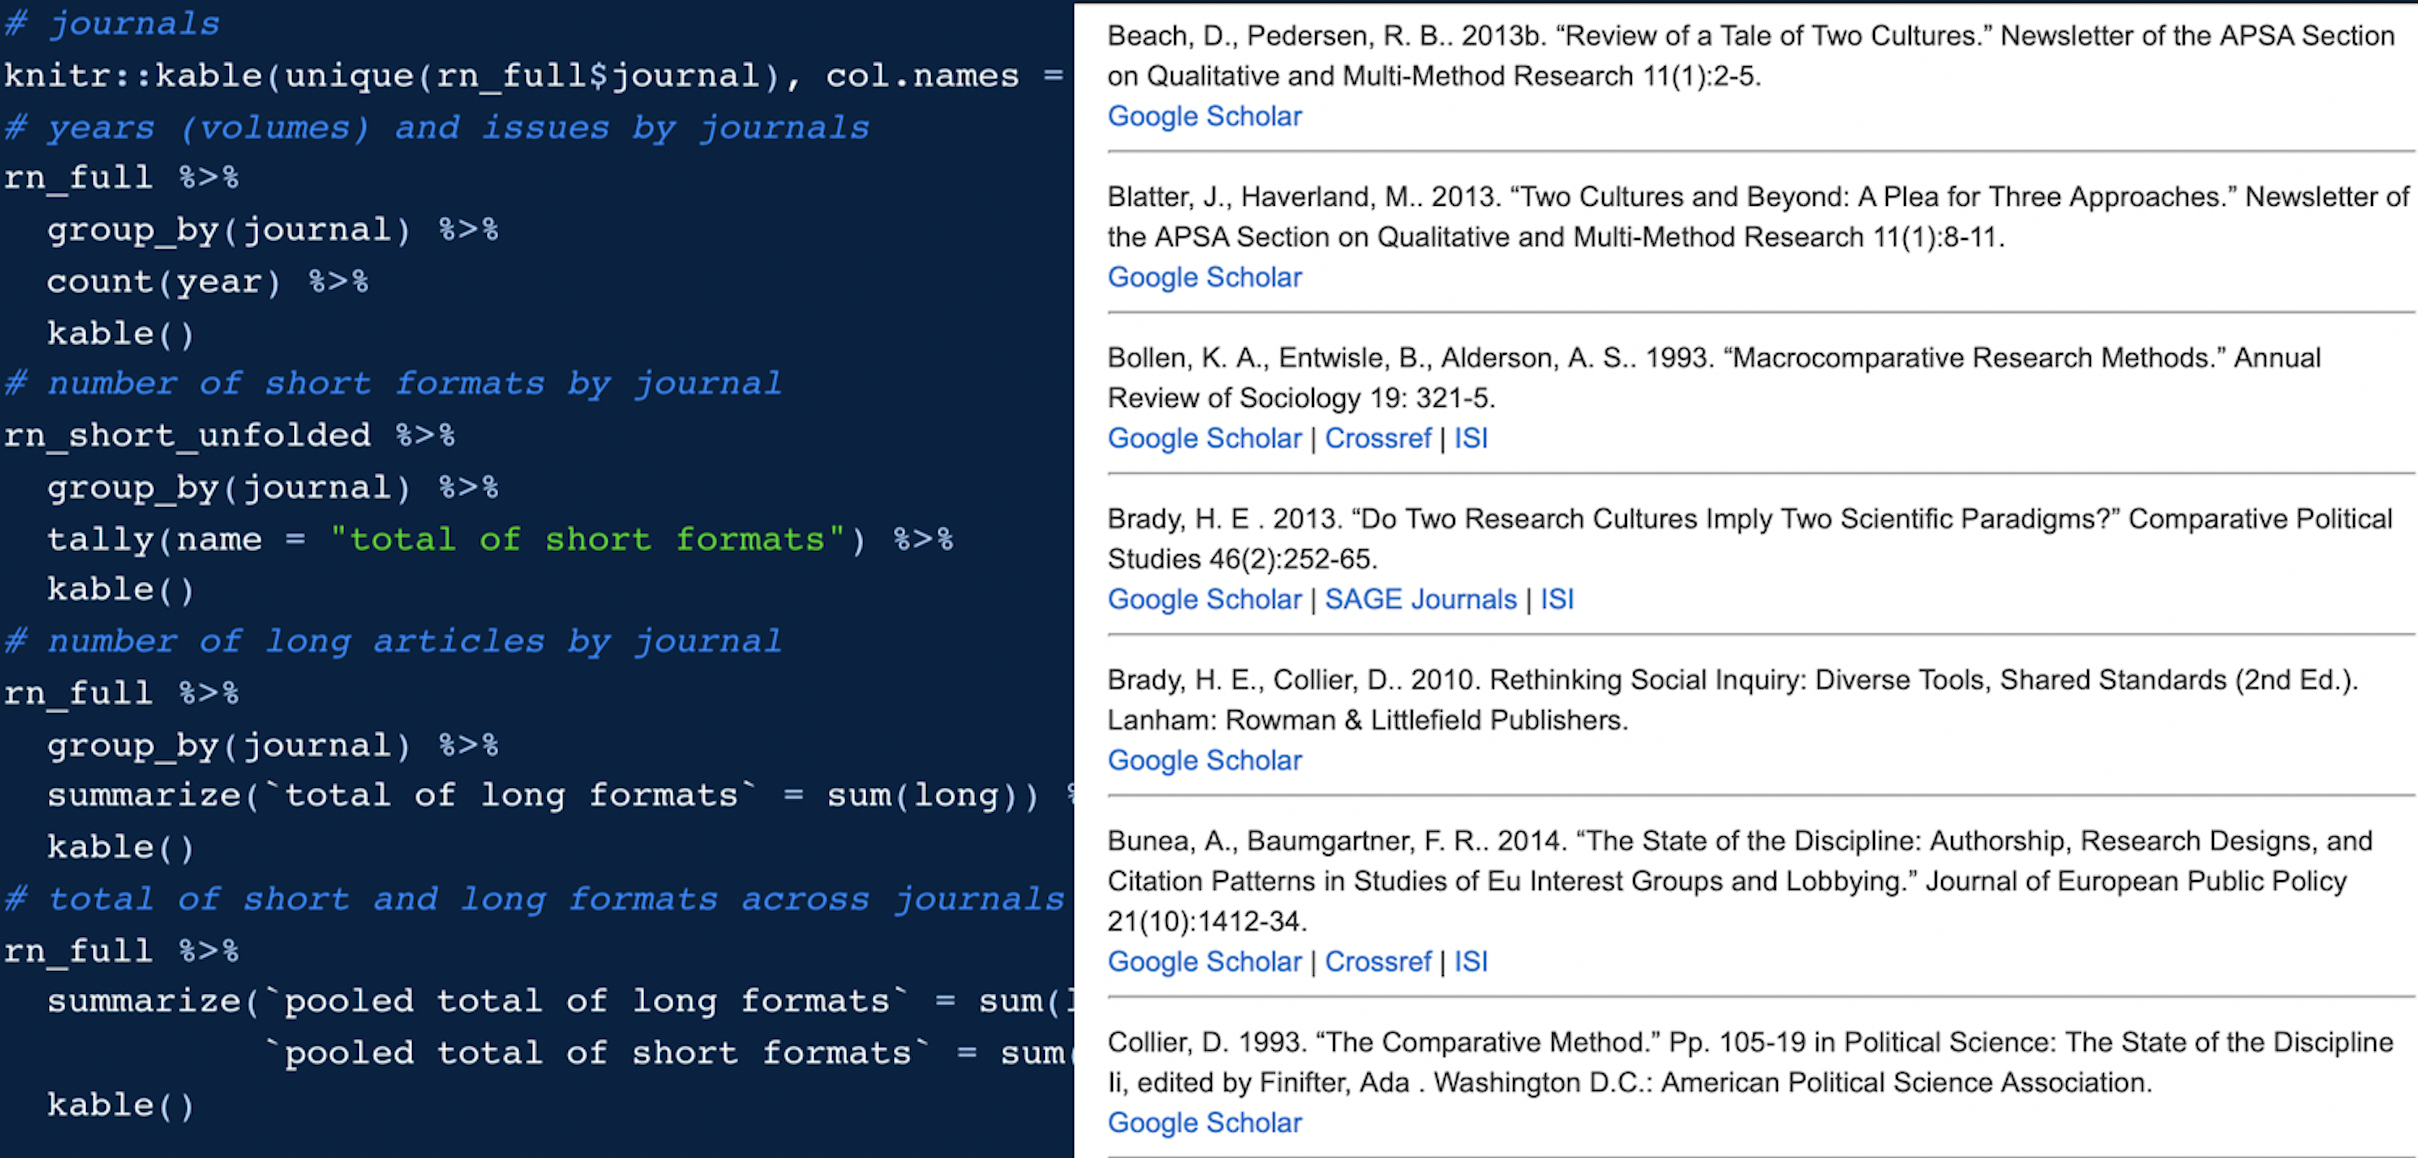 # journals
knitr::kable(unique(rn_full$journal), col.names =
# years (volumes) and issues by journals
rn_full %>%
  group_by(journal) %>%
  count(year) %>%
  kable()
# number of short formats by journal
rn_short_unfolded %>%
  group_by(journal) %>%
  tally(name = "total of short formats") %>%
  kable()
# number of long articles by journal
rn_full %>%
  group_by(journal) %>%
  summarize(`total of long formats` = sum(long))
  kable()
# total of short and long formats across journals
rn_full %>%
  summarize(`pooled total of long formats` = sum(
            `pooled total of short formats` = sum(
  kable()
Beach, D., Pedersen, R. B.. 2013b. “Review of a Tale of Two Cultures.” Newsletter of the APSA Section
on Qualitative and Multi-Method Research 11(1):2-5.
Google Scholar
Blatter, J., Haverland, M.. 2013. “Two Cultures and Beyond: A Plea for Three Approaches.” Newsletter of
the APSA Section on Qualitative and Multi-Method Research 11(1):8-11.
Google Scholar
Bollen, K. A., Entwisle, B., Alderson, A. S.. 1993. “Macrocomparative Research Methods.” Annual
Review of Sociology 19: 321-5.
Google Scholar | Crossref | ISI
Brady, H. E . 2013. “Do Two Research Cultures Imply Two Scientific Paradigms?” Comparative Political
Studies 46(2):252-65.
Google Scholar | SAGE Journals | ISI
Brady, H. E., Collier, D.. 2010. Rethinking Social Inquiry: Diverse Tools, Shared Standards (2nd Ed.).
Lanham: Rowman & Littlefield Publishers.
Google Scholar
Bunea, A., Baumgartner, F. R.. 2014. “The State of the Discipline: Authorship, Research Designs, and
Citation Patterns in Studies of Eu Interest Groups and Lobbying.” Journal of European Public Policy
21(10):1412-34.
Google Scholar | Crossref | ISI
Collier, D. 1993. “The Comparative Method.” Pp. 105-19 in Political Science: The State of the Discipline
Ii, edited by Finifter, Ada . Washington D.C.: American Political Science Association.
Google Scholar